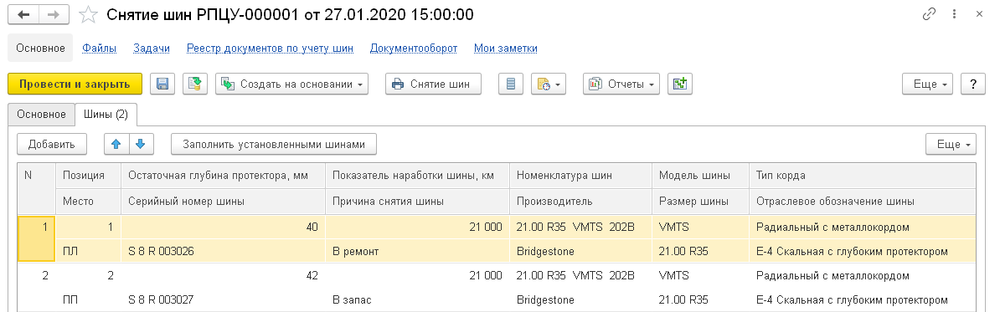 Снятие шин РПЦУ-000001 от 27.01.2020 15:00:00
Основное Файлы Задачи Реестр документов по учету шин Документооборот Мои заметки
Провести и закрыть Создать на основании Снятие шин Отчеты Еще ?
Основное Шины (2)
Добавить Заполнить установленными шинами Еще
N Позиция Остаточная глубина протектора, мм Показатель наработки шины, км Номенклатура шин Модель шины Тип корда
Место Серийный номер шины Причина снятия шины Производитель Размер шины Отраслевое обозначение шины
1 1 40 21 000 21.00 R35 VMTS 202B VMTS Радиальный с металлокордом
ПЛ S 8 R 003026 В ремонт Bridgestone 21.00 R35 Е-4 Скальная с глубоким протектором
2 2 42 21 000 21.00 R35 VMTS 202B VMTS Радиальный с металлокордом
ПП S 8 R 003027 В запас Bridgestone 21.00 R35 Е-4 Скальная с глубоким протектором